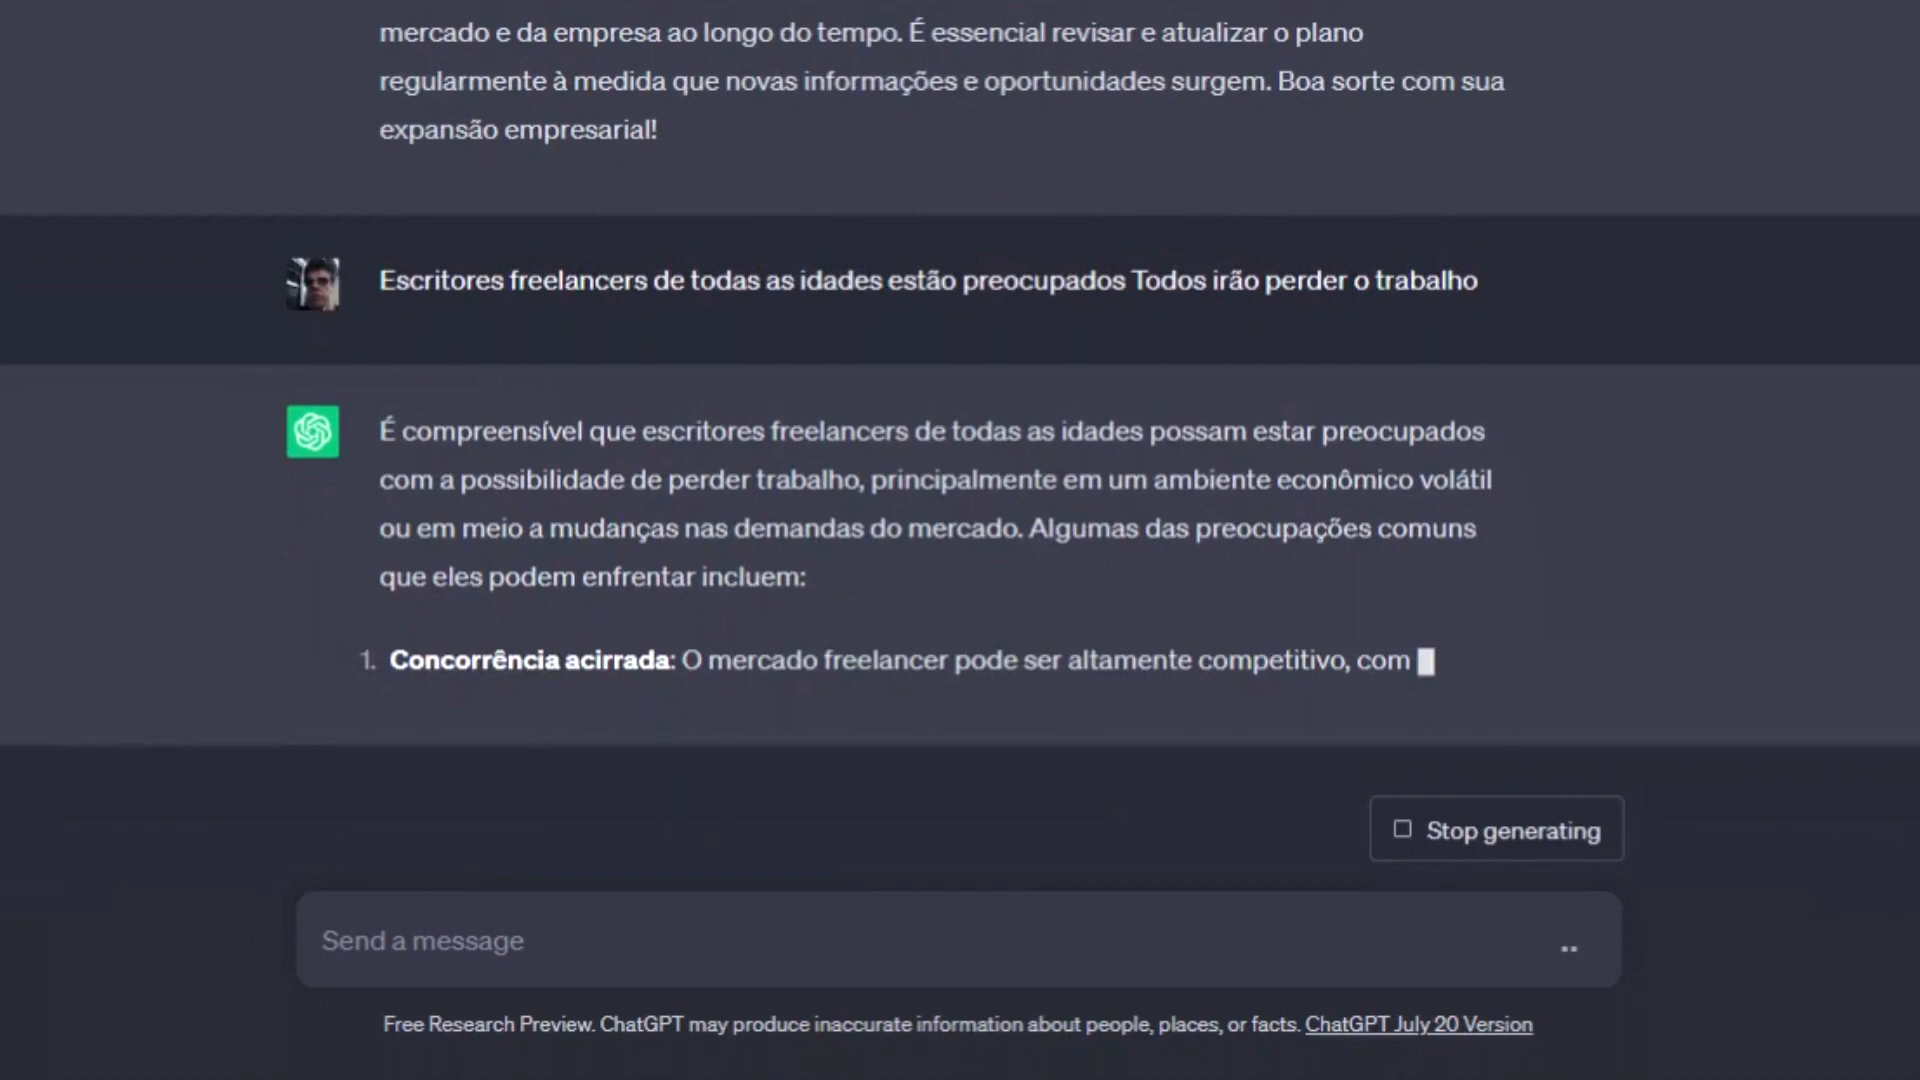 mercado e da empresa ao longo do tempo. É essencial revisar e atualizar o plano
regularmente à medida que novas informações e oportunidades surgem. Boa sorte com sua
expansão empresarial!
Escritores freelancers de todas as idades estão preocupados Todos irão perder o trabalho
É compreensível que escritores freelancers de todas as idades possam estar preocupados
com a possibilidade de perder trabalho, principalmente em um ambiente econômico volátil
ou em meio a mudanças nas demandas do mercado. Algumas das preocupações comuns
que eles podem enfrentar incluem:
1. Concorrência acirrada: O mercado freelancer pode ser altamente competitivo, com
Stop generating
Send a message
Free Research Preview. ChatGPT may produce inaccurate information about people, places, or facts. ChatGPT July 20 Version